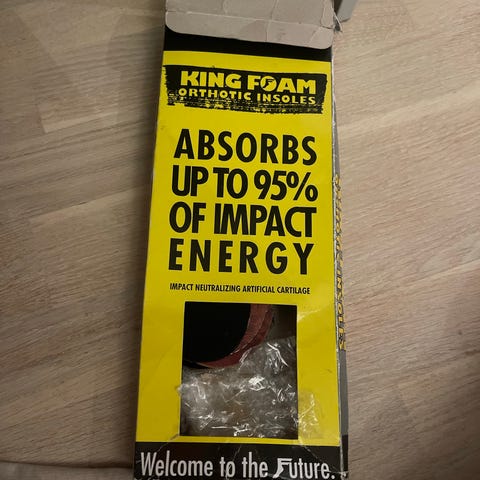 KING FOAM
ORTHOTIC INSOLES
ABSORBS
UP TO 95%
OF IMPACT
ENERGY
IMPACT NEUTRALIZING ARTIFICIAL CARTILAGE
Welcome to the Future.